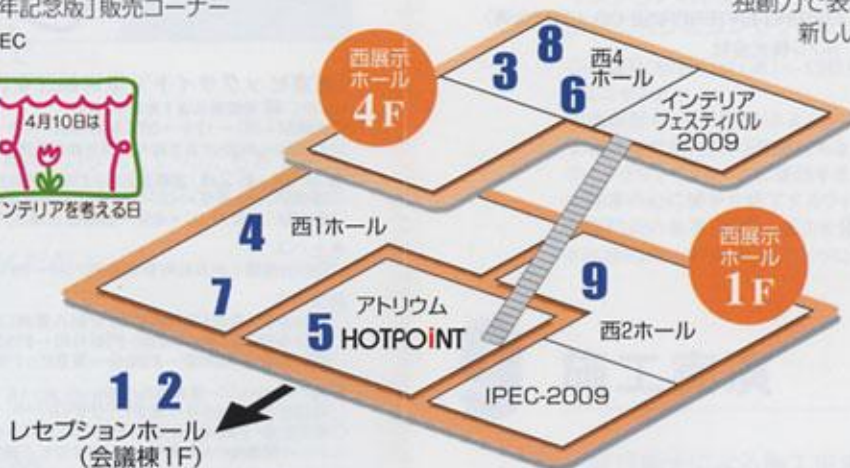 年記念版］販売コーナー
EC
独創力で表
新しい
4月10日は
ンテリアを考える日
西展示
ホール
4F
3
8
6
西4
ホール
インテリア
フェスティバル
2009
4
7
西1ホール
アトリウム
5
HOTPOiNT
9
西2ホール
西展示
ホール
1F
IPEC-2009
1 2
レセプションホール
（会議棟1F）